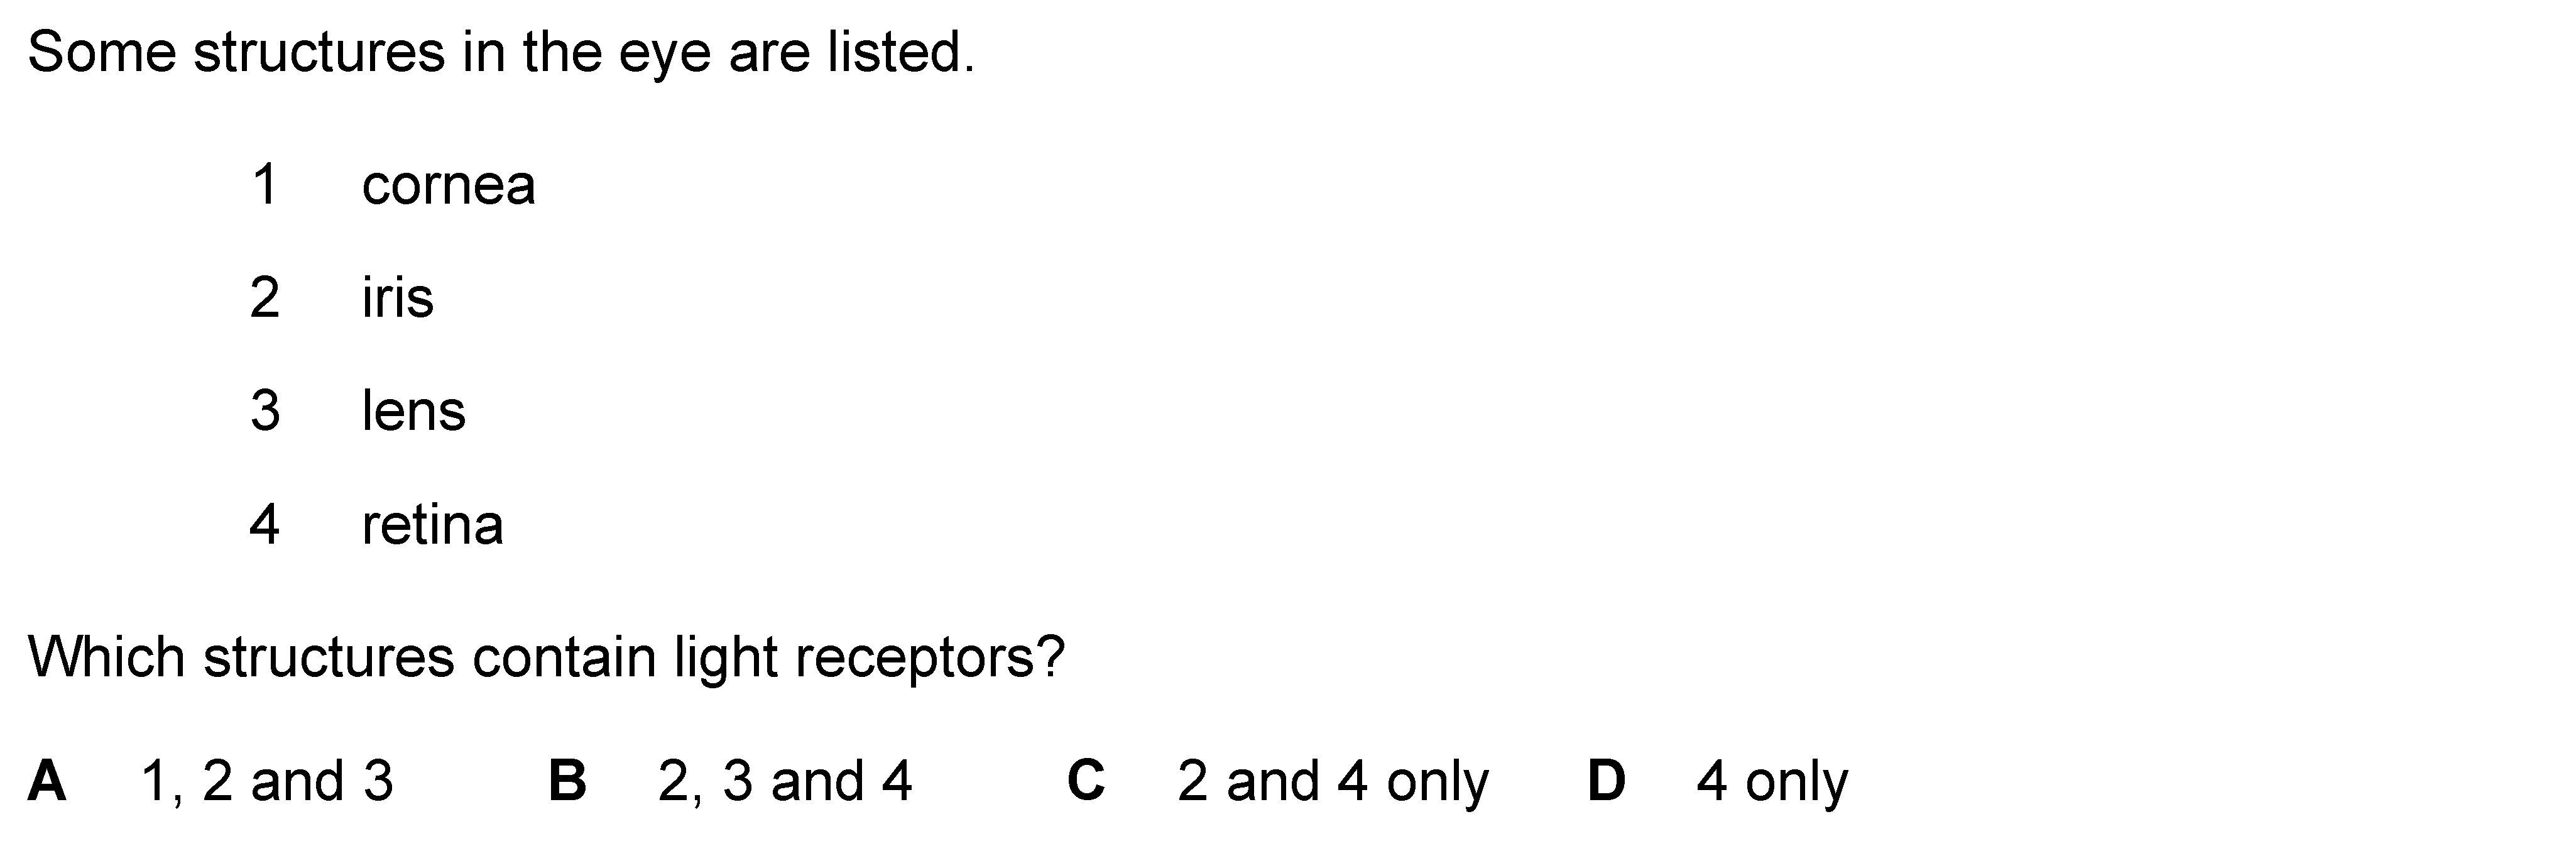 Some structures in the eye are listed.
1 cornea
2 iris
3 lens
4 retina
Which structures contain light receptors?
A 1, 2 and 3 B 2, 3 and 4 C 2 and 4 only D 4 only